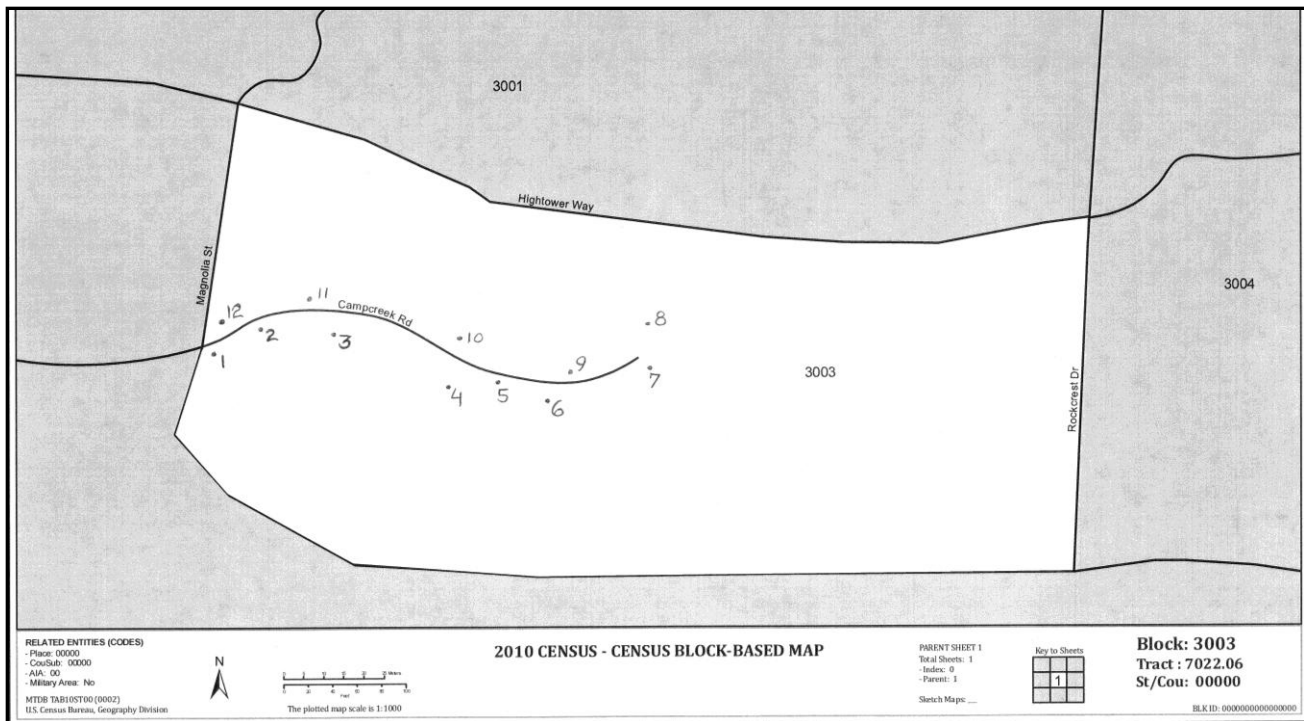 3001
Hightower Way
Magnolia St
3004
11
Campcreek Rd
12
8
2
3
10
1
9
3003
7
Rockcrest Dr
4
5
6
RELATED ENTITIES (CODES)
- Place: 00000
- CouSub: 00000
- AIA: 00
- Military Area: No
MTDB TAB10ST00 (0002)
U.S. Census Bureau, Geography Division
N
The plotted map scale is 1:1000
2010 CENSUS - CENSUS BLOCK-BASED MAP
PARENT SHEET 1
Total Sheets: 1
- Index: 0
- Parent: 1
Sketch Maps: __
Key to Sheets
1
Block: 3003
Tract : 7022.06
St/Cou: 00000
BLK ID: 0000000000000000